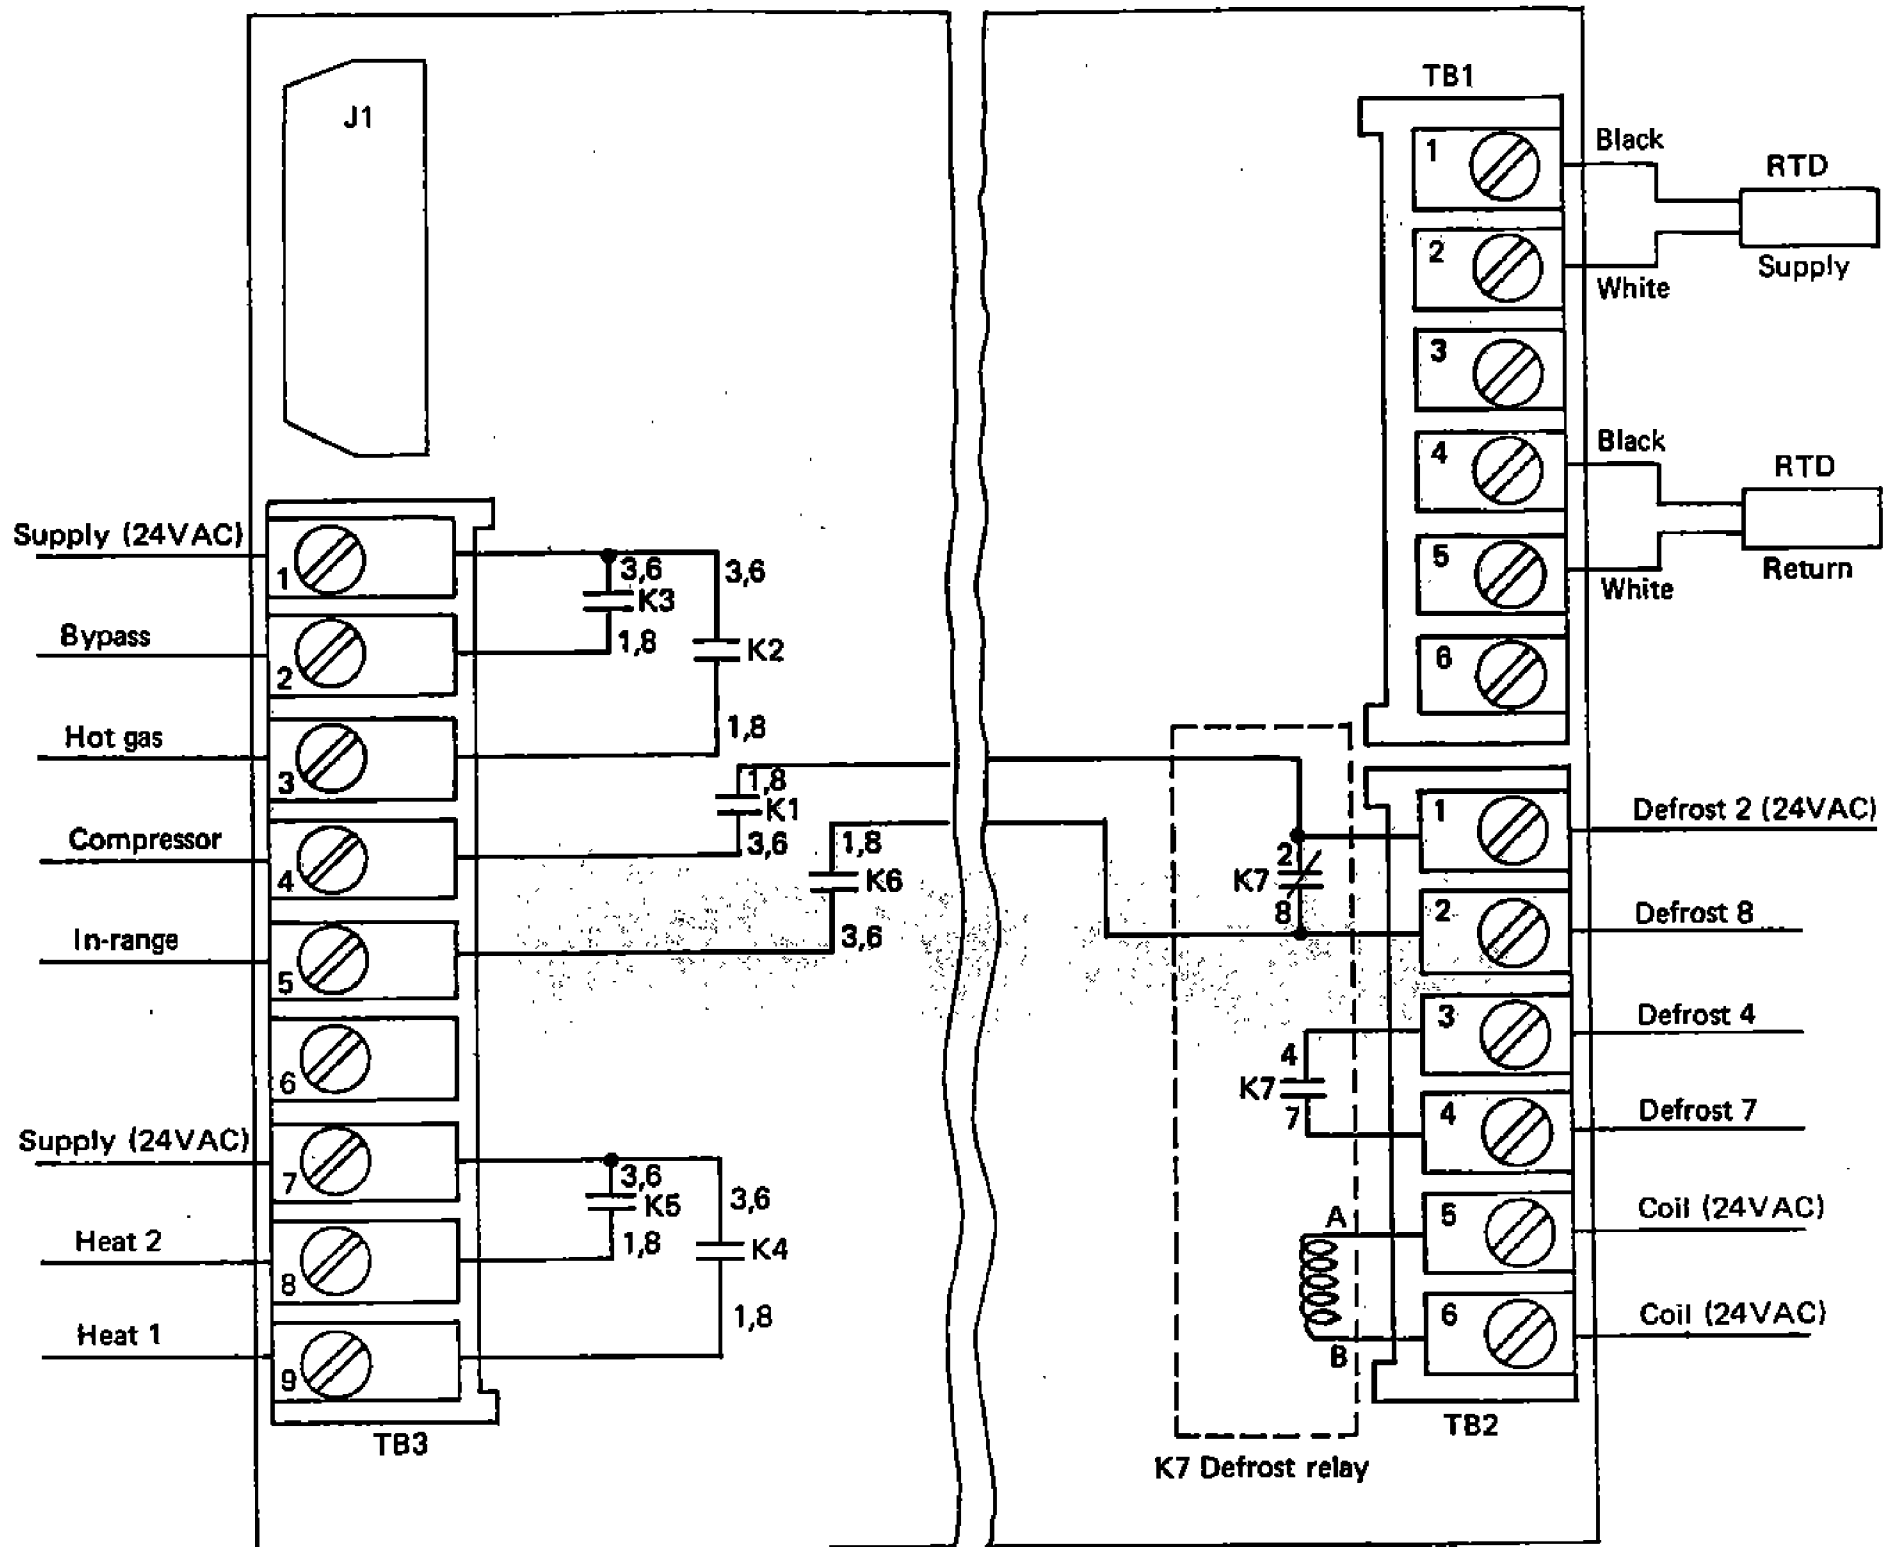 J1
Supply (24VAC)
1
Bypass
2
Hot gas
3
Compressor
4
In-range
5
6
Supply (24VAC)
7
Heat 2
8
Heat 1
9
TB3
3,6
K3
1,8
3,6
K2
1,8
1,8
K1
3,6
1,8
K6
3,6
3,6
K5
1,8
3,6
K4
1,8
TB1
1
Black
RTD
2
White
Supply
3
4
Black
RTD
5
White
Return
6
2
K7
8
4
K7
7
A
B
K7 Defrost relay
1
Defrost 2 (24VAC)
2
Defrost 8
3
Defrost 4
4
Defrost 7
5
Coil (24VAC)
6
Coil (24VAC)
TB2